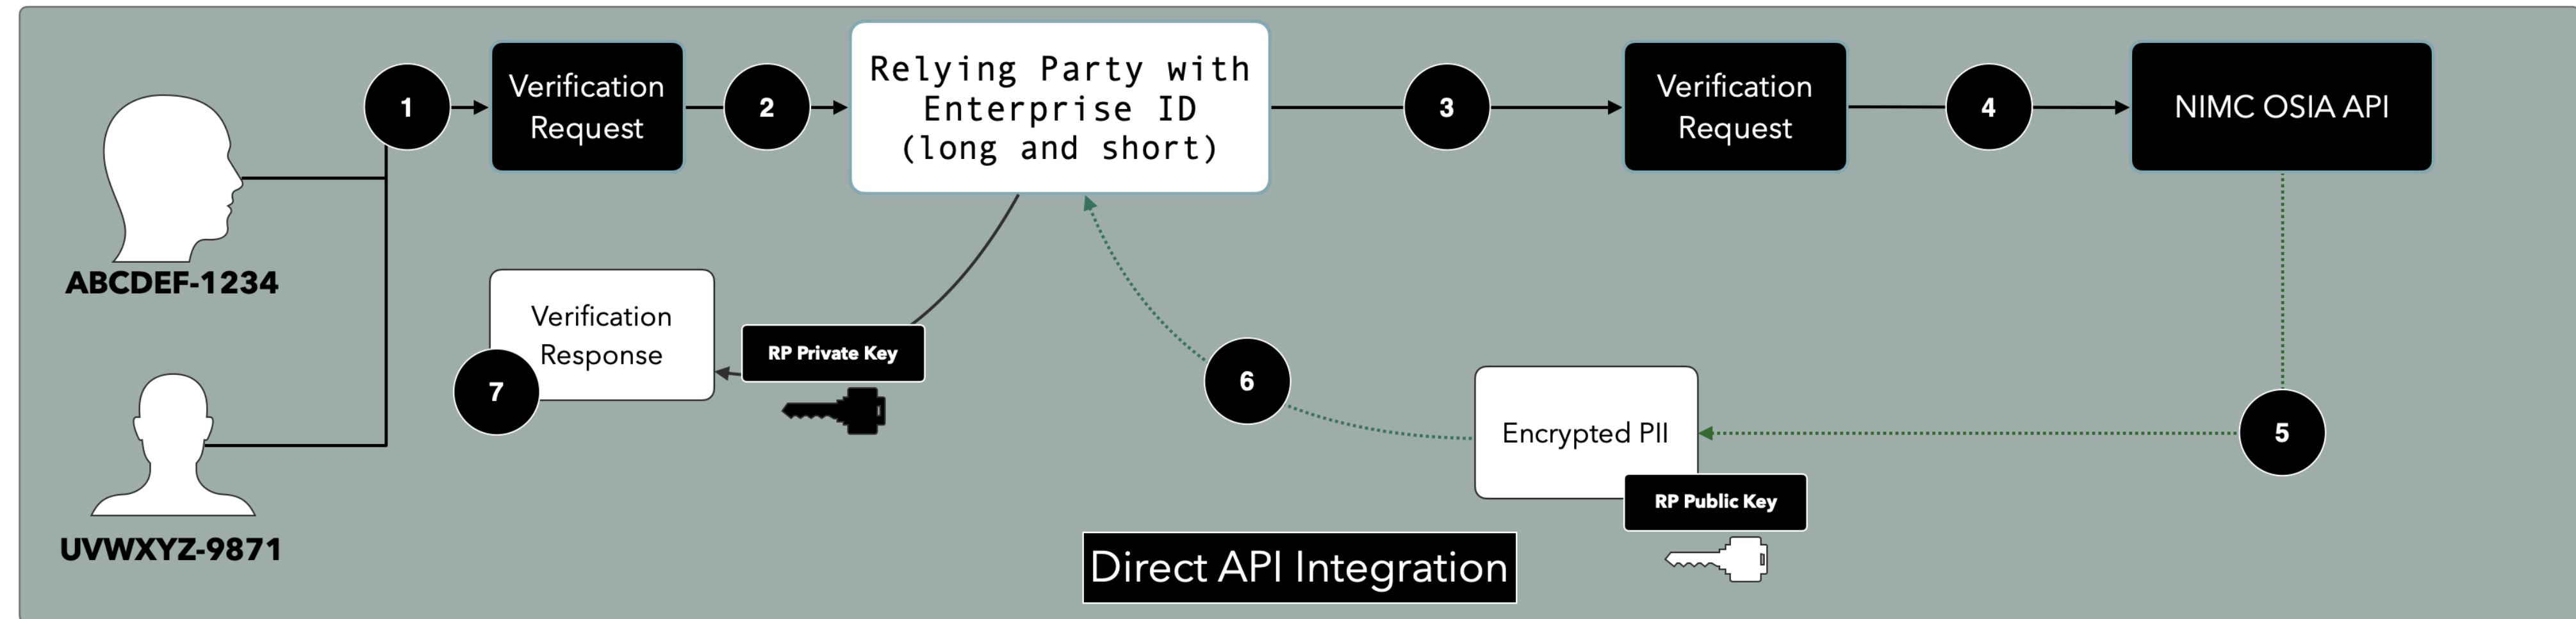 1
Verification
Request
2
Relying Party with
Enterprise ID
(long and short)
3
Verification
Request
4
NIMC OSIA API
ABCDEF-1234
Verification
Response
7
RP Private Key
6
Encrypted PII
5
RP Public Key
UVWXYZ-9871
Direct API Integration